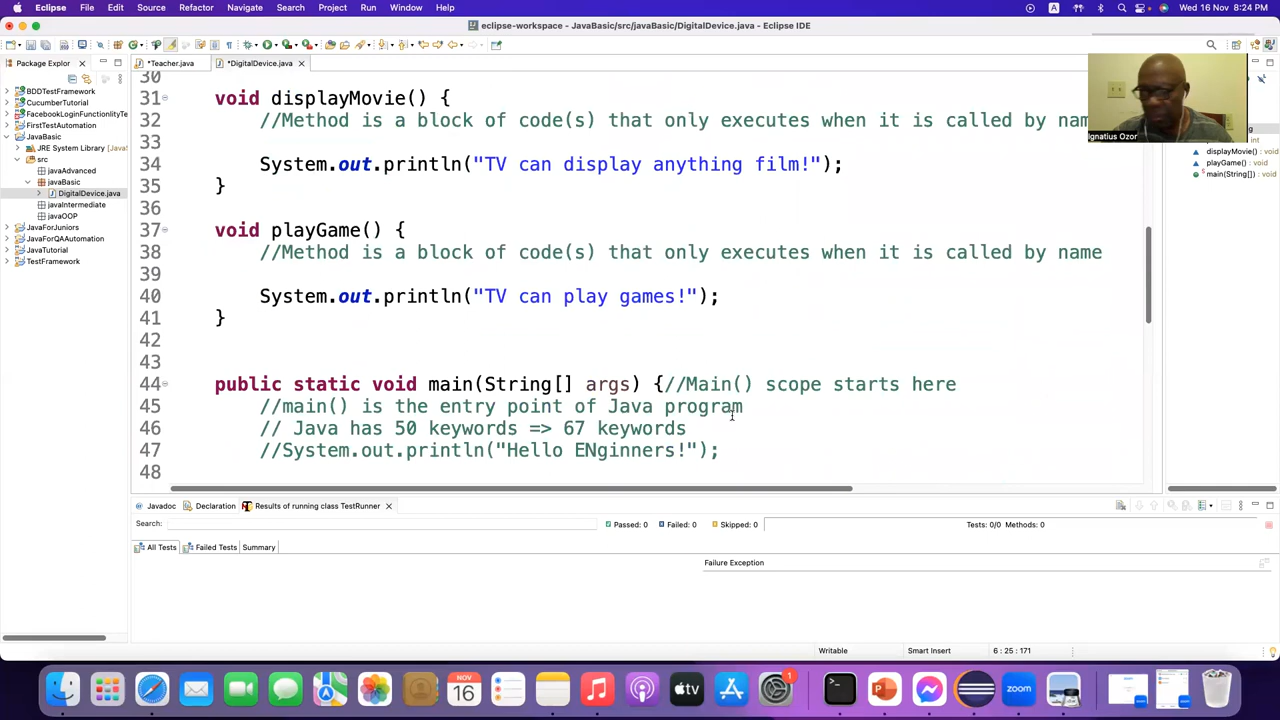 Eclipse File Edit Source Refactor Navigate Search Project Run Window Help
A Wed 16 Nov 8:24 PM
eclipse-workspace - JavaBasic/src/javaBasic/DigitalDevice.java - Eclipse IDE
Package Explor
*Teacher.java
*DigitalDevice.java
BDDTestFramework
CucumberTutorial
FacebookLoginFunctionlityTe
FirstTestAutomation
JavaBasic
JRE System Library [Java
src
javaAdvanced
javaBasic
DigitalDevice.java
javaIntermediate
javaOOP
JavaForJuniors
JavaForQAAutomation
JavaTutorial
TestFramework
30
31 void displayMovie() {
32 //Method is a block of code(s) that only executes when it is called by nam
33
34 System.out.println("TV can display anything film!");
35 }
36
37 void playGame() {
38 //Method is a block of code(s) that only executes when it is called by name
39
40 System.out.println("TV can play games!");
41 }
42
43
44 public static void main(String[] args) {//Main() scope starts here
45 //main() is the entry point of Java program
46 // Java has 50 keywords => 67 keywords
47 //System.out.println("Hello ENginners!");
48
Ignatius Ozor
displayMovie() : void
playGame() : void
main(String[]) : void
Javadoc Declaration Results of running class TestRunner
Search:
Passed: 0 Failed: 0 Skipped: 0
Tests: 0/0 Methods: 0
All Tests Failed Tests Summary
Failure Exception
Writable Smart Insert 6 : 25 : 171
NOV
16
tv
1
zoom